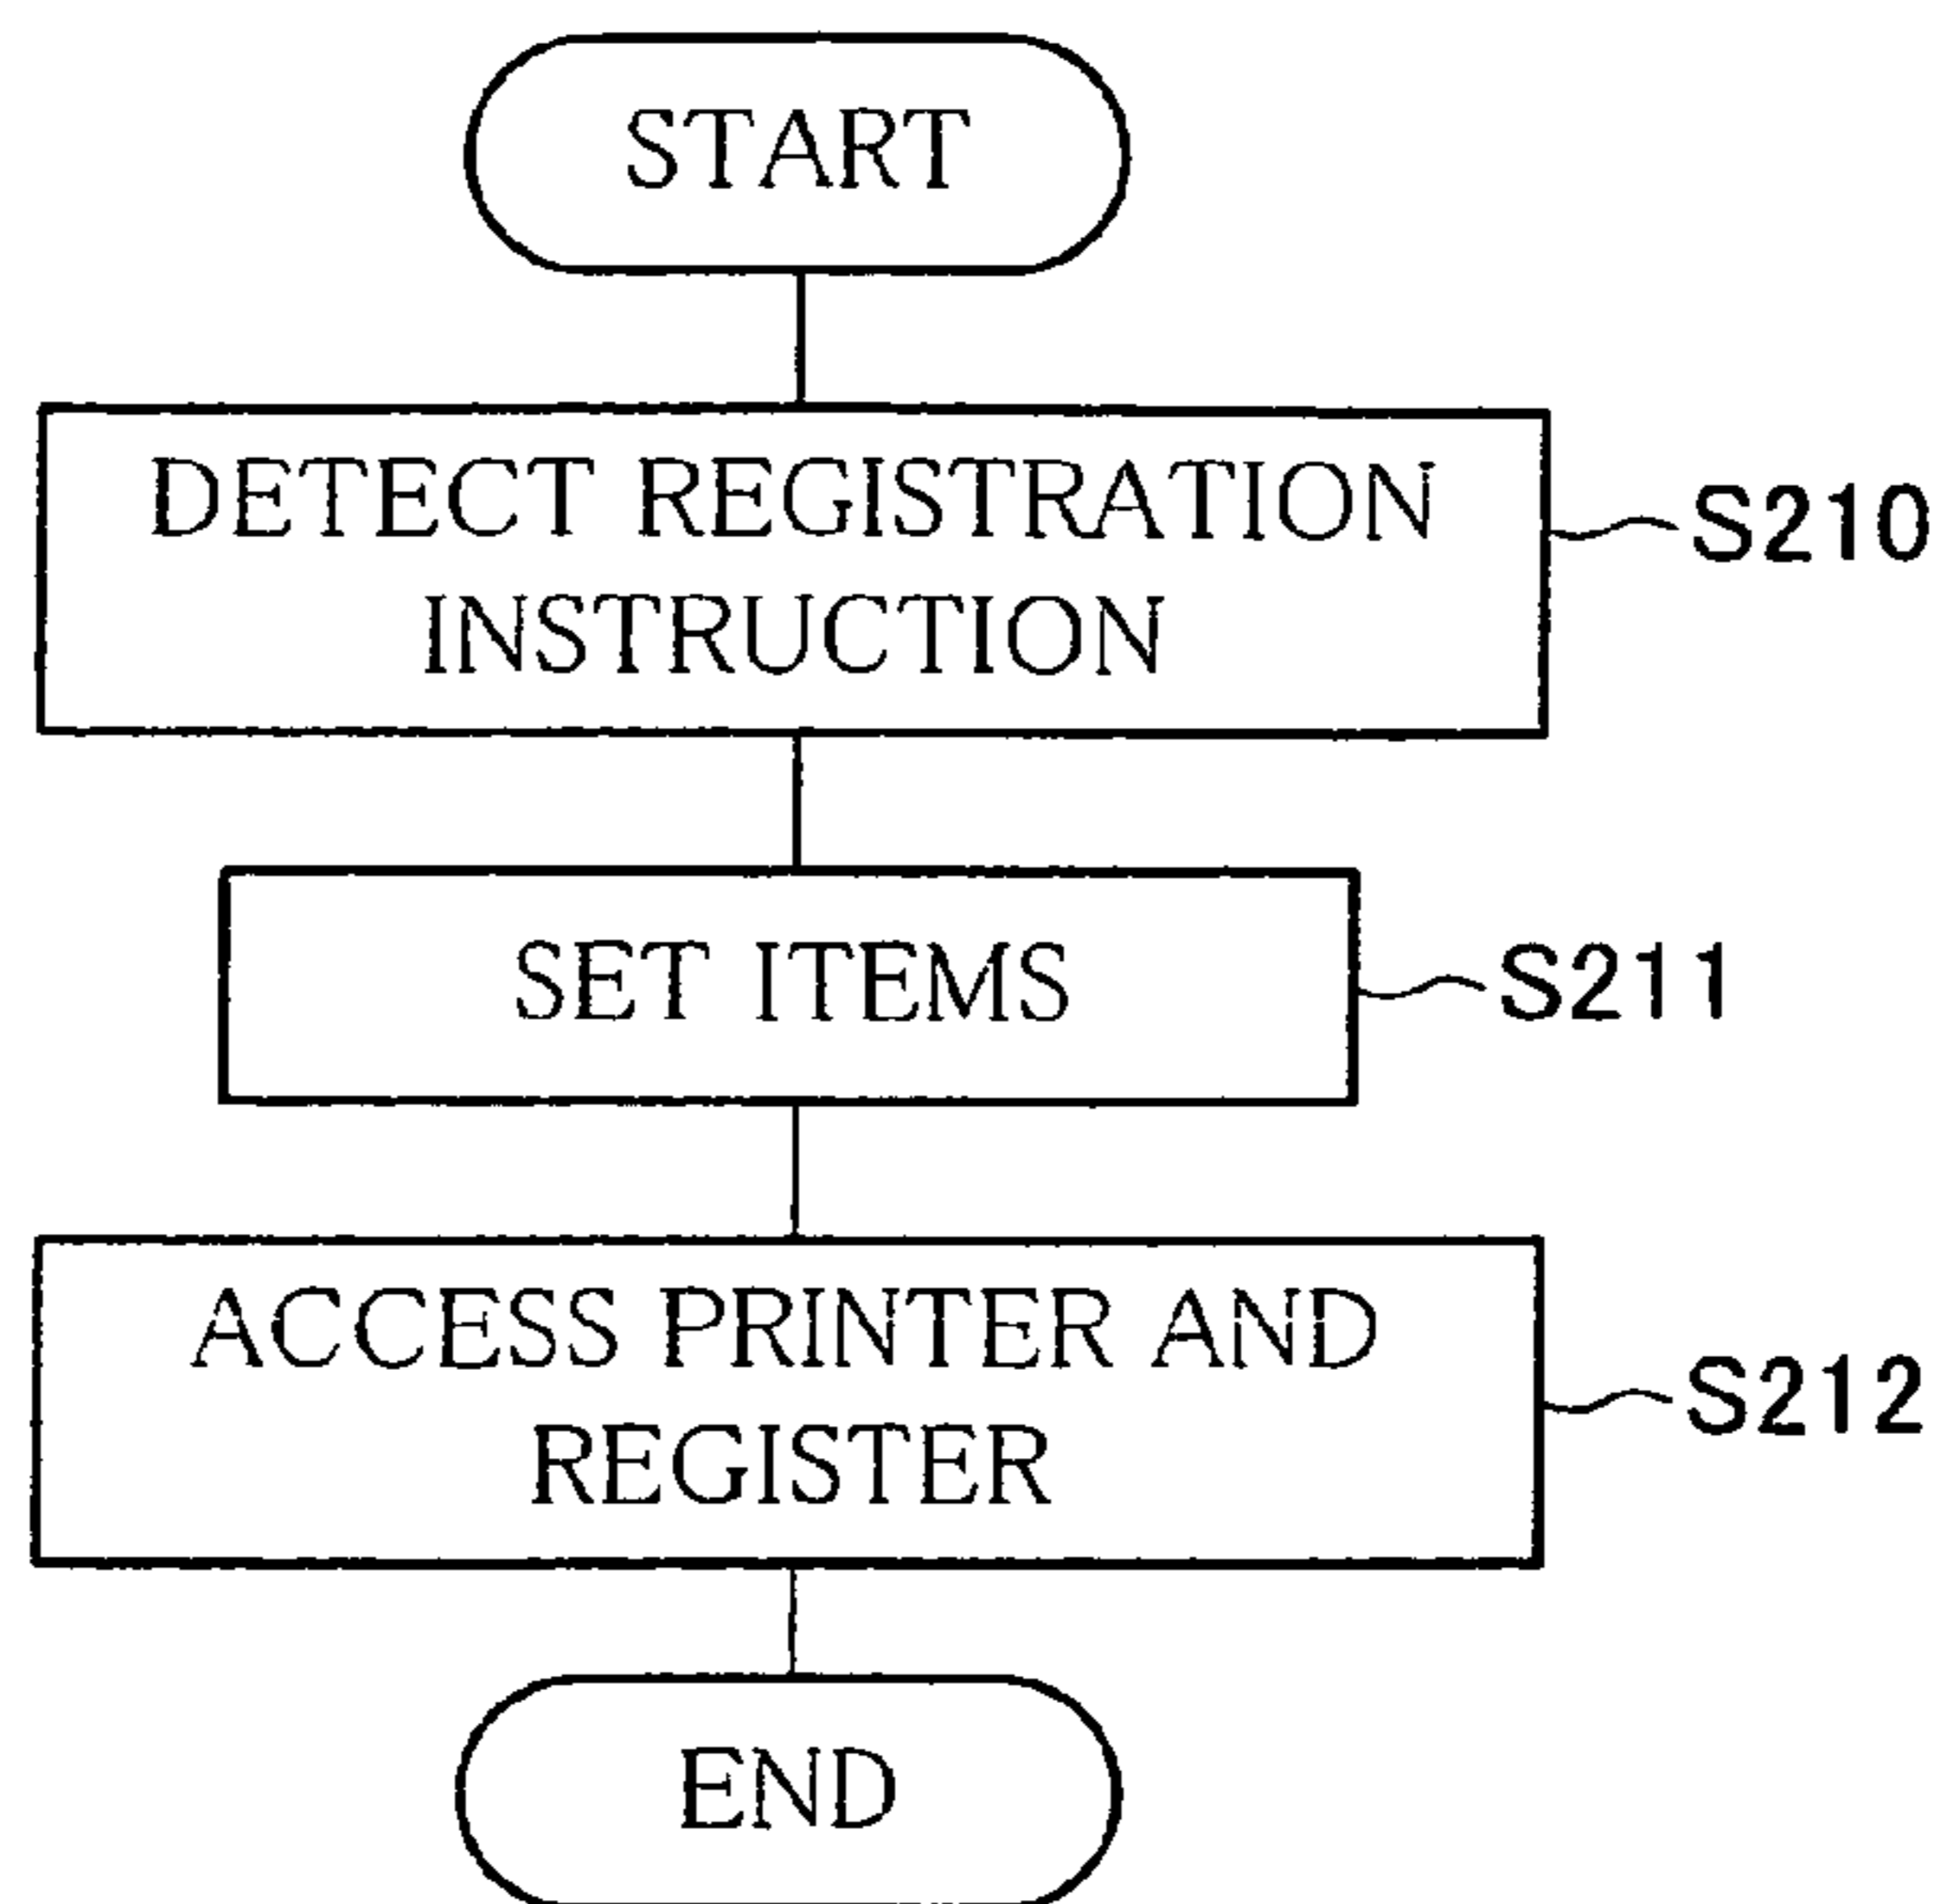 START
DETECT REGISTRATION
INSTRUCTION
S210
SET ITEMS
S211
ACCESS PRINTER AND
REGISTER
S212
END